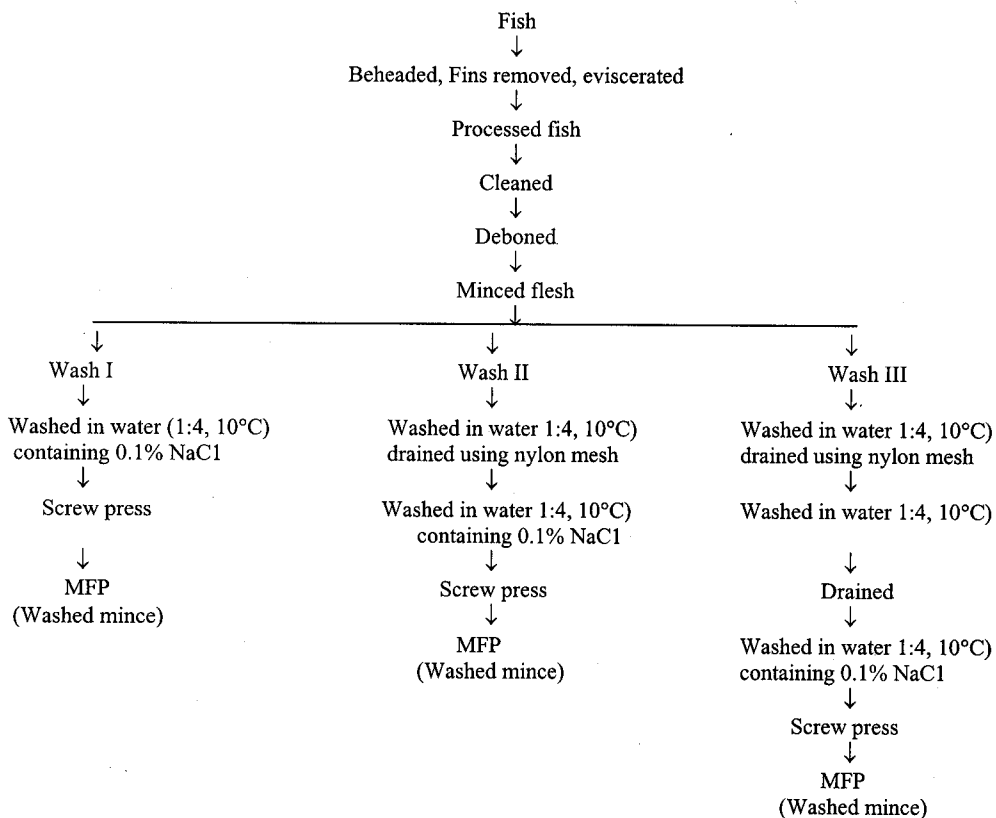 Fish
↓
Beheaded, Fins removed, eviscerated
↓
Processed fish
↓
Cleaned
↓
Deboned
↓
Minced flesh
↓
↓
Wash I
↓
Washed in water (1:4, 10°C)
containing 0.1% NaC1
↓
Screw press
↓
MFP
(Washed mince)
↓
Wash II
↓
Washed in water 1:4, 10°C)
drained using nylon mesh
↓
Washed in water 1:4, 10°C)
containing 0.1% NaC1
↓
Screw press
↓
MFP
(Washed mince)
↓
Wash III
↓
Washed in water 1:4, 10°C)
drained using nylon mesh
↓
Washed in water 1:4, 10°C)
↓
Drained
↓
Washed in water 1:4, 10°C)
containing 0.1% NaC1
↓
Screw press
↓
MFP
(Washed mince)